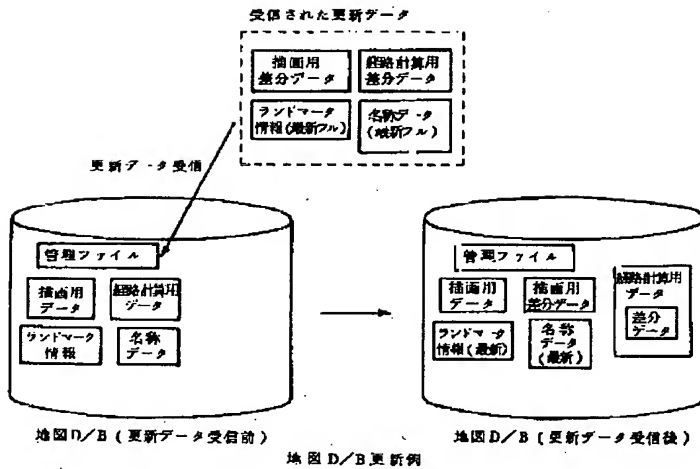 受信された更新データ
描画用
差分データ
経路計算用
差分データ
ランドマーク
情報(最新フル)
名称データ
(最新フル)
更新データ受信
管理ファイル
描画用
データ
経路計算用
データ
ランドマーク
情報
名称
データ
管理ファイル
描画用
データ
描画用
差分データ
経路計算用
データ
差分
データ
ランドマーク
情報(最新)
名称
データ
(最新)
地図D/B(更新データ受信前)
地図D/B(更新データ受信後)
地図D/B更新例